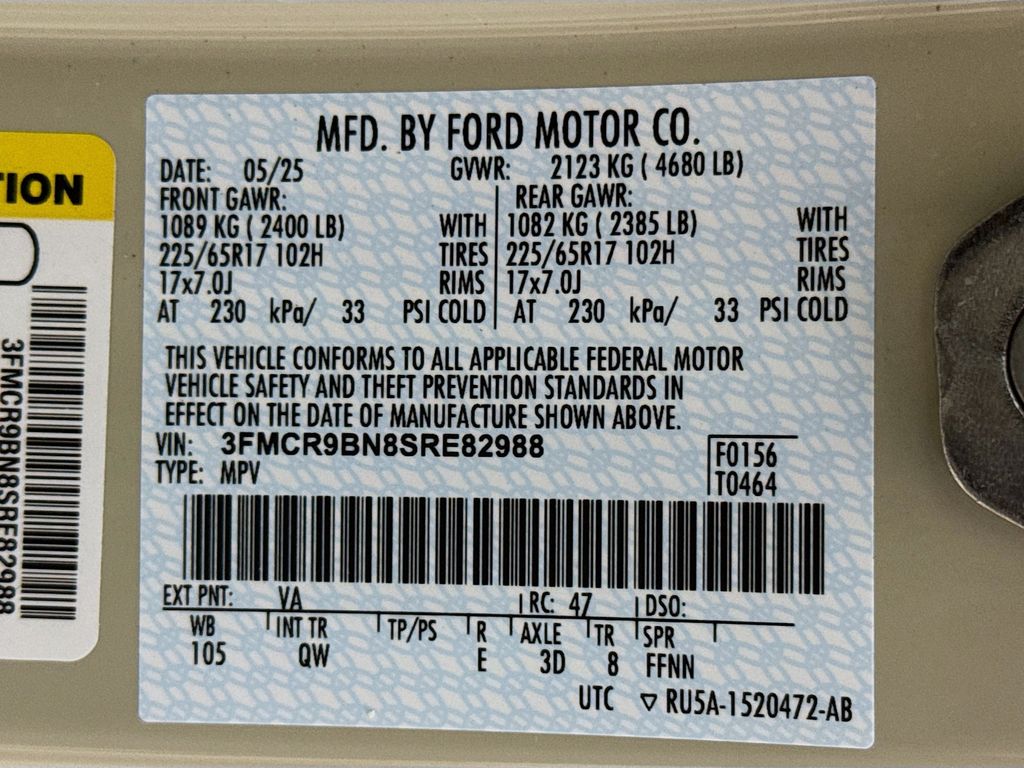 MFD. BY FORD MOTOR CO.
DATE: 05/25 GVWR: 2123 KG ( 4680 LB)
FRONT GAWR: REAR GAWR:
1089 KG ( 2400 LB) WITH 1082 KG ( 2385 LB) WITH
225/65R17 102H TIRES 225/65R17 102H TIRES
17x7.0J RIMS 17x7.0J RIMS
AT 230 kPa/ 33 PSI COLD AT 230 kPa/ 33 PSI COLD
THIS VEHICLE CONFORMS TO ALL APPLICABLE FEDERAL MOTOR
VEHICLE SAFETY AND THEFT PREVENTION STANDARDS IN
EFFECT ON THE DATE OF MANUFACTURE SHOWN ABOVE.
VIN: 3FMCR9BN8SRE82988
TYPE: MPV
F0156
T0464
EXT PNT: VA RC: 47 DSO:
WB INT TR TP/PS R AXLE TR SPR
105 QW E 3D 8 FFNN
UTC ▽ RU5A-1520472-AB
TION
3FMCR9BN8SRE82988